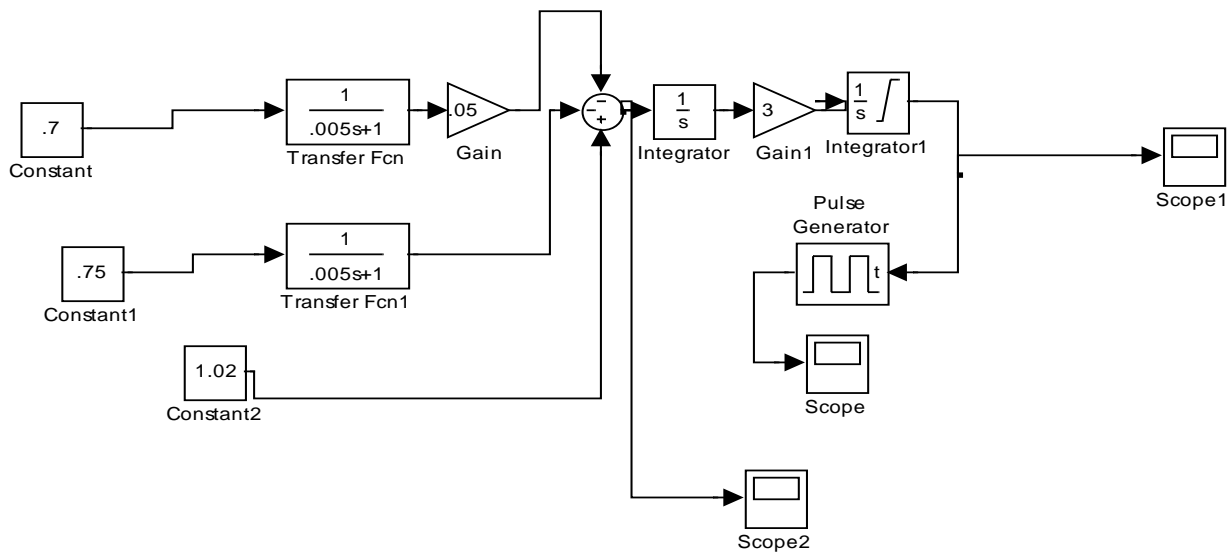 .7
Constant
1
.005s+1
Transfer Fcn
.05
Gain
1
s
Integrator
3
Gain1
1
s
Integrator1
Scope1
Pulse
Generator
t
Scope
.75
Constant1
1
.005s+1
Transfer Fcn1
1.02
Constant2
Scope2